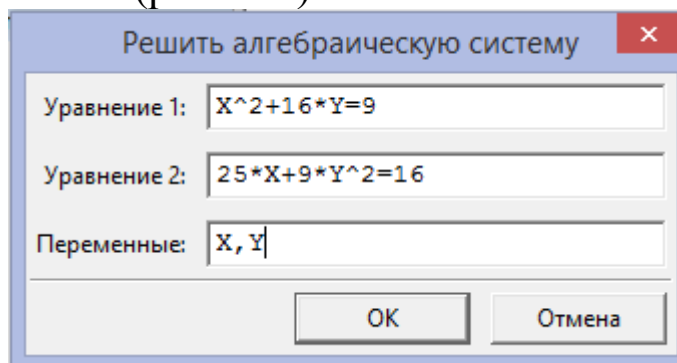 Решить алгебраическую систему
Уравнение 1: X^2+16*Y=9
Уравнение 2: 25*X+9*Y^2=16
Переменные: X,Y
OK Отмена